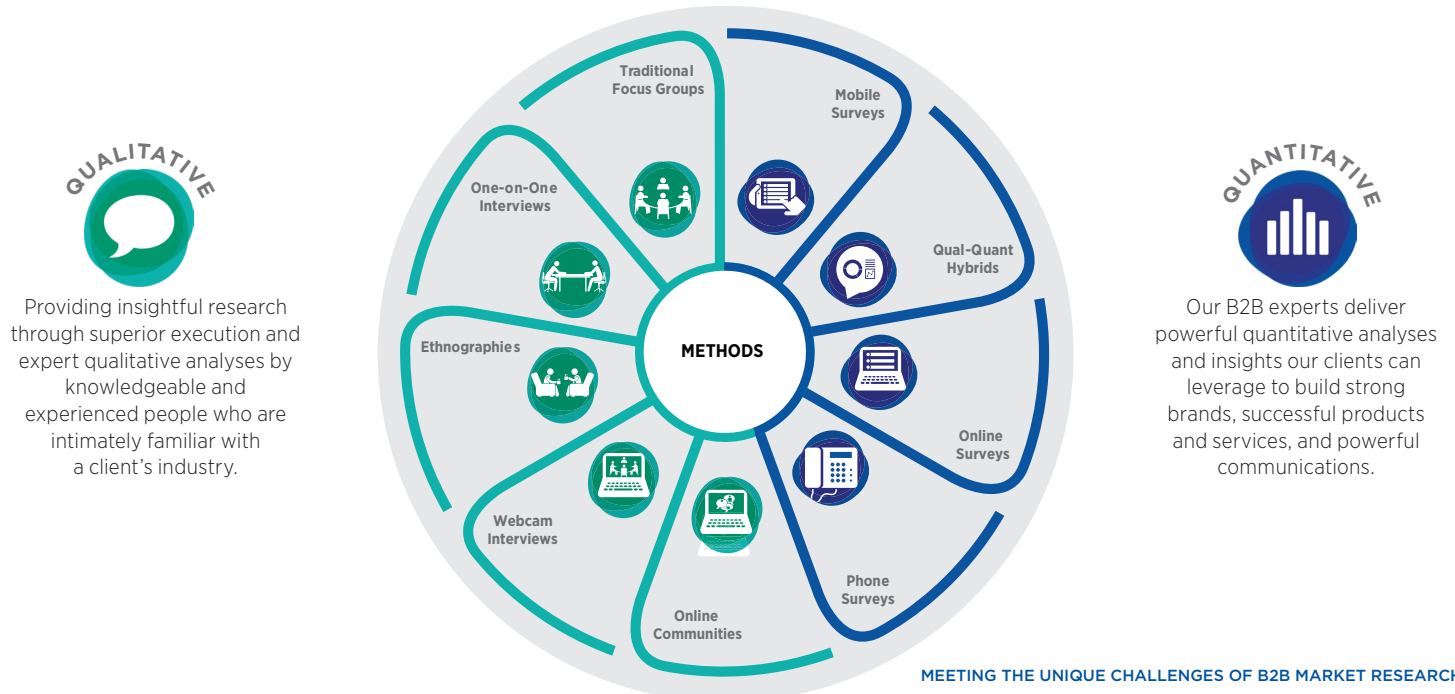 QUALITATIVE
Providing insightful research
through superior execution and
expert qualitative analyses by
knowledgeable and
experienced people who are
intimately familiar with
a client's industry.
Traditional
Focus Groups
One-on-One
Interviews
Ethnographies
Webcam
Interviews
Online
Communities
METHODS
Mobile
Surveys
Qual-Quant
Hybrids
Online
Surveys
Phone
Surveys
QUANTITATIVE
Our B2B experts deliver
powerful quantitative analyses
and insights our clients can
leverage to build strong
brands, successful products
and services, and powerful
communications.
MEETING THE UNIQUE CHALLENGES OF B2B MARKET RESEARCH